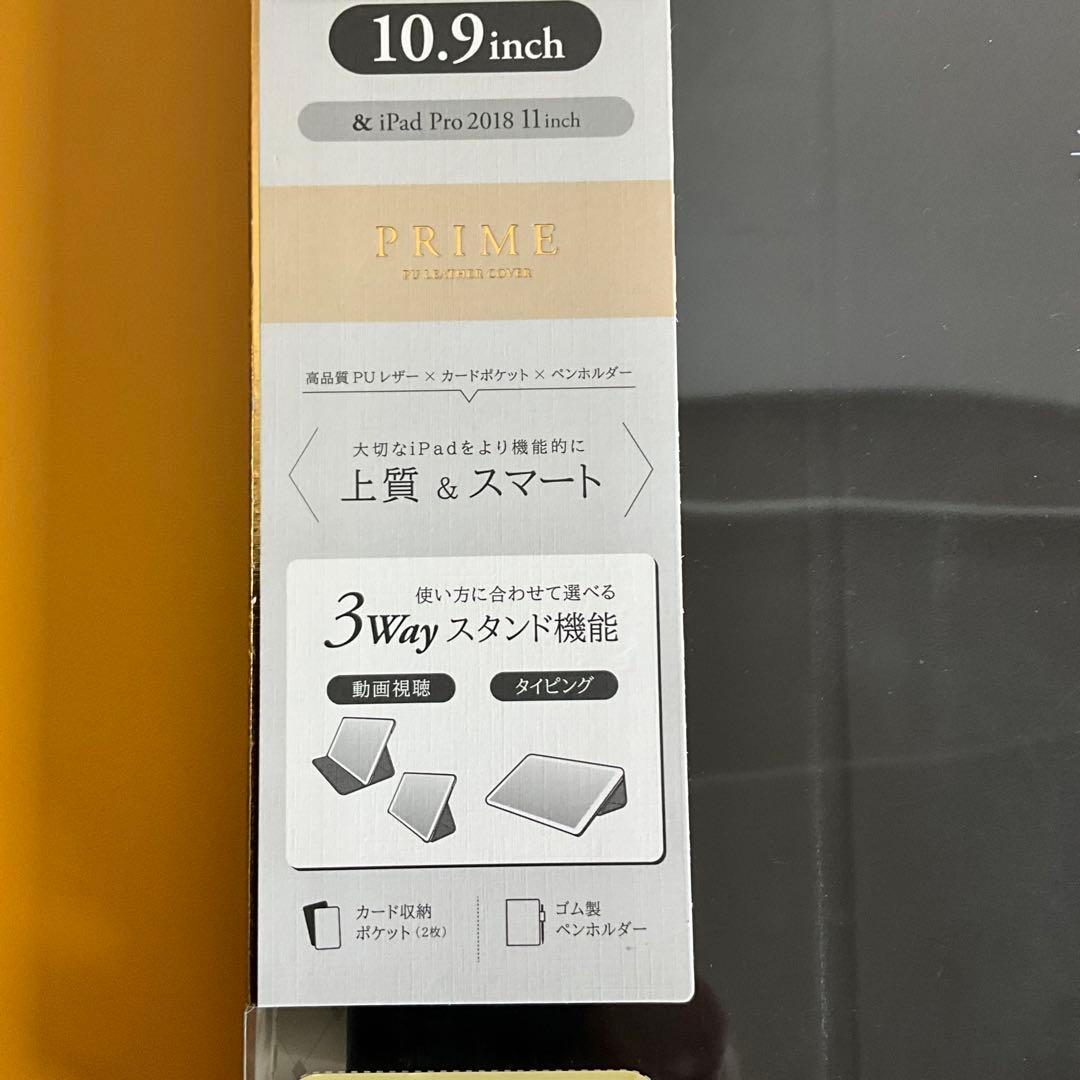 10.9inch
& iPad Pro 2018 11inch
PRIME
PU LEATHER COVER
高品質PUレザー×カードポケット×ペンホルダー
大切なiPadをより機能的に
上質 & スマート
使い方に合わせて選べる
3Way スタンド機能
動画視聴 タイピング
カード収納
ポケット(2枚)
ゴム製
ペンホルダー